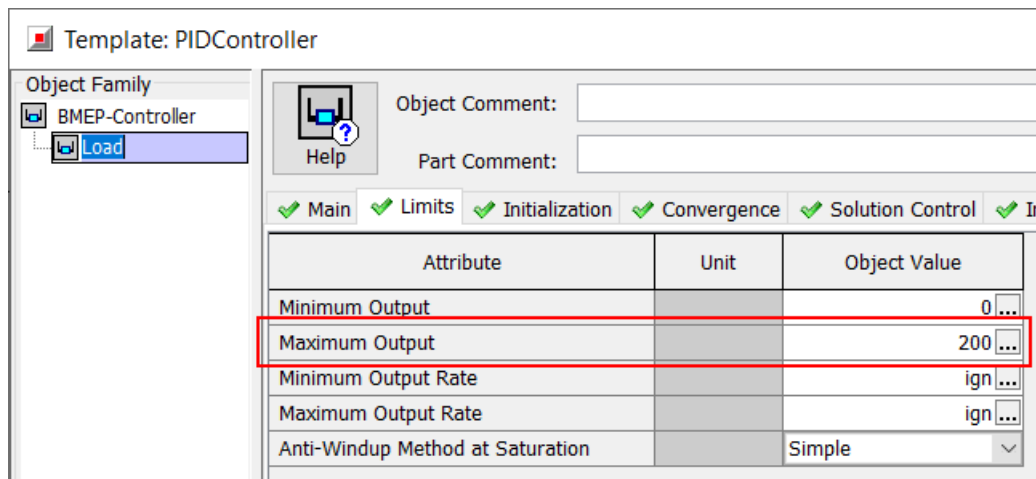 Template: PIDController
Object Family
BMEP-Controller
Load
Help
Object Comment:
Part Comment:
Main Limits Initialization Convergence Solution Control
Attribute Unit Object Value
Minimum Output 0 ...
Maximum Output 200 ...
Minimum Output Rate ign ...
Maximum Output Rate ign ...
Anti-Windup Method at Saturation Simple